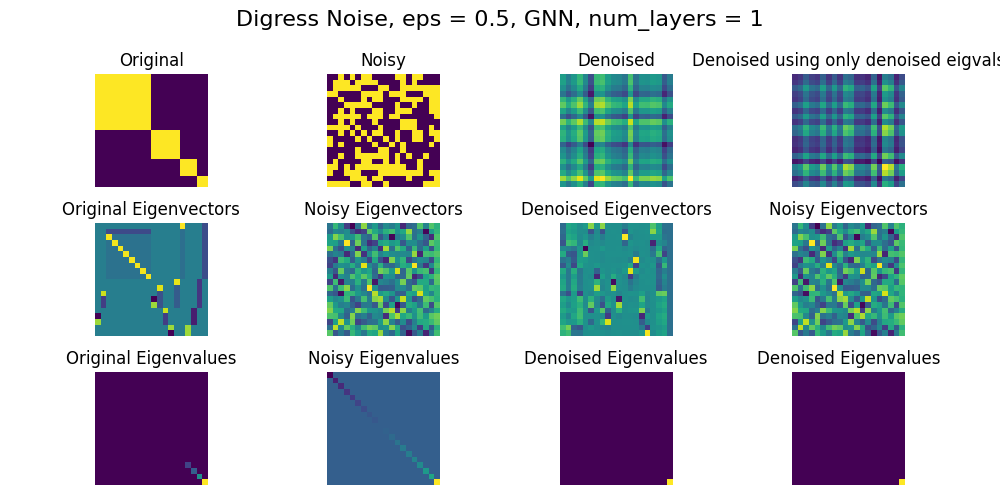 Digress Noise, eps = 0.5, GNN, num_layers = 1
Original
Noisy
Denoised
Denoised using only denoised eigvals
Original Eigenvectors
Noisy Eigenvectors
Denoised Eigenvectors
Noisy Eigenvectors
Original Eigenvalues
Noisy Eigenvalues
Denoised Eigenvalues
Denoised Eigenvalues